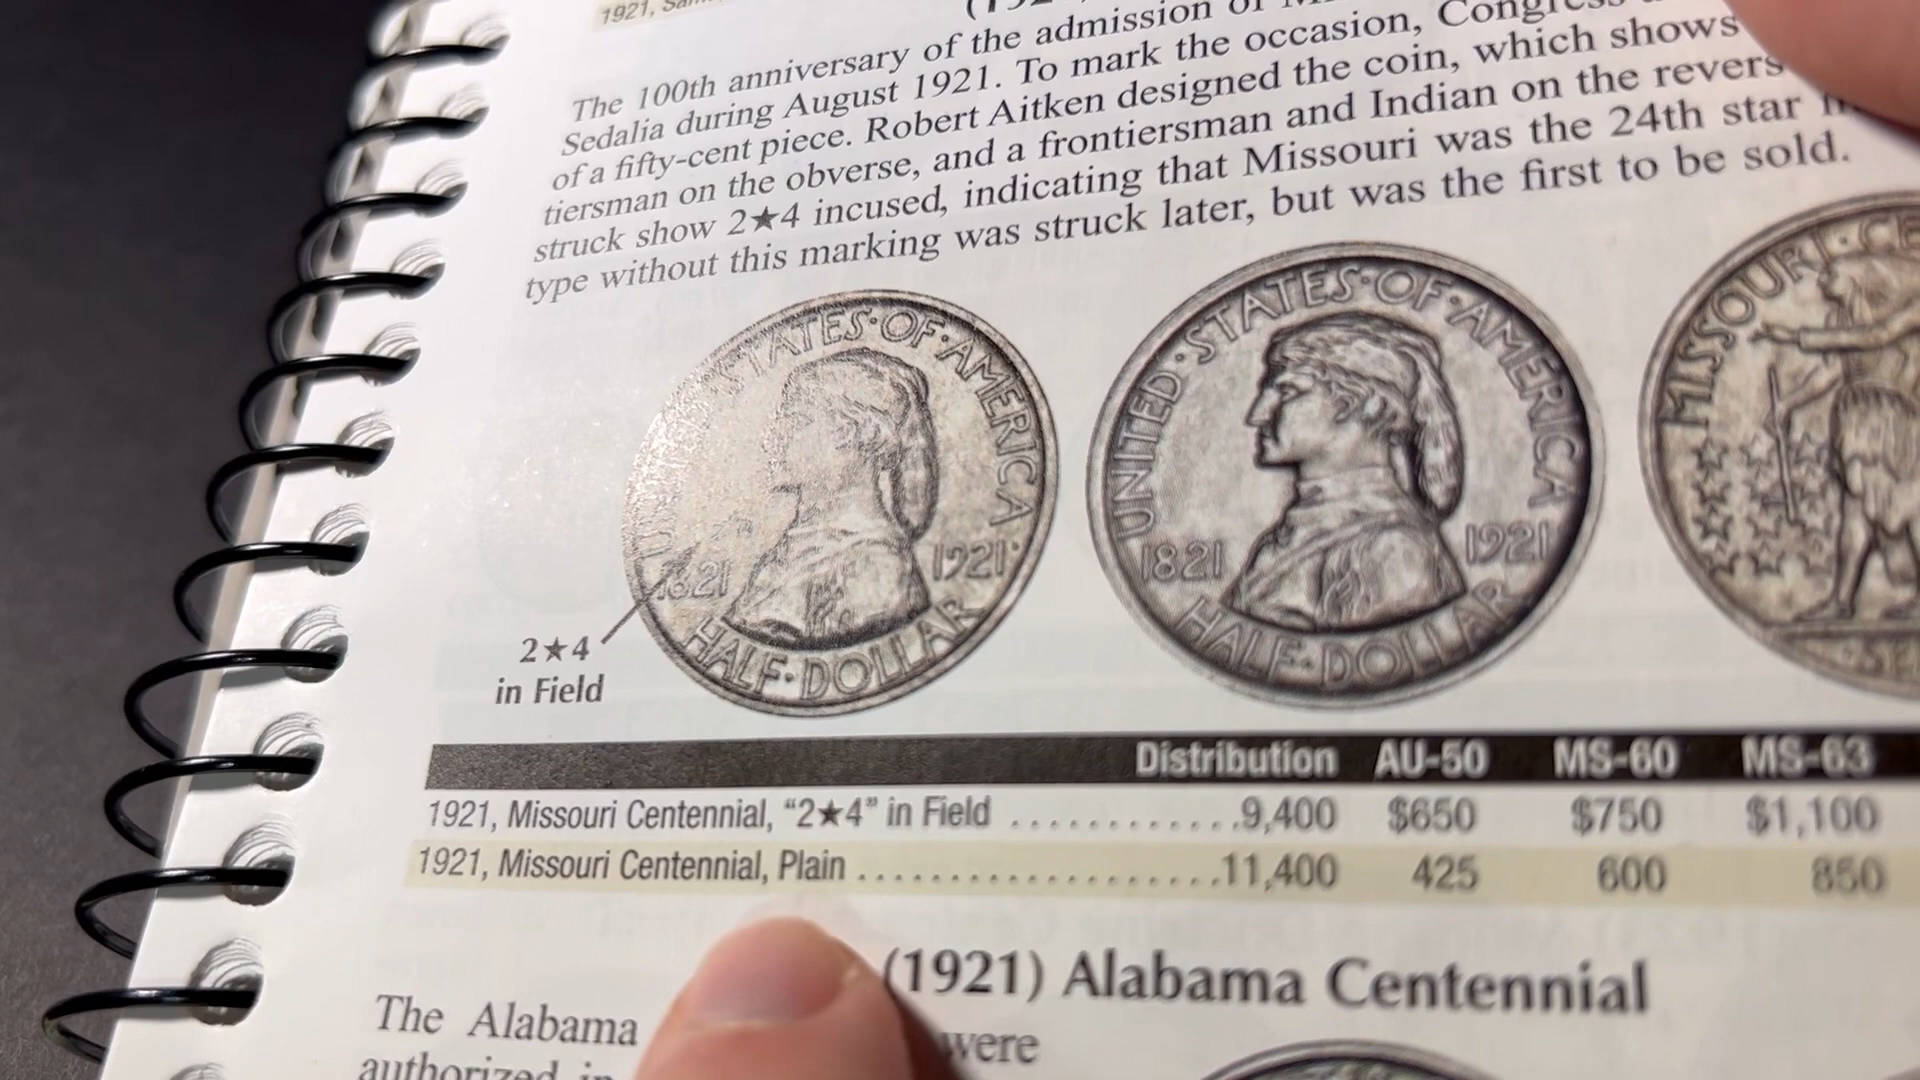 1921,
The 100th anniversary of the admission of
Sedalia during August 1921. To mark the occasion, Congress
of a fifty-cent piece. Robert Aitken designed the coin, which shows
tiersman on the obverse, and a frontiersman and Indian on the revers
struck show 2★4 incused, indicating that Missouri was the 24th star
type without this marking was struck later, but was the first to be sold.
STATES·OF·AMERICA
1821
1921
HALF·DOLLAR
UNITED·STATES·OF·AMERICA
1821
1921
HALF·DOLLAR
MISSOURI·CE
·SE
2★4
in Field
Distribution AU-50 MS-60 MS-63
1921, Missouri Centennial, “2★4” in Field . . . . . . . . . . . .9,400 $650 $750 $1,100
1921, Missouri Centennial, Plain . . . . . . . . . . . . . . . . . . . .11,400 425 600 850
(1921) Alabama Centennial
The Alabama were
authorized in